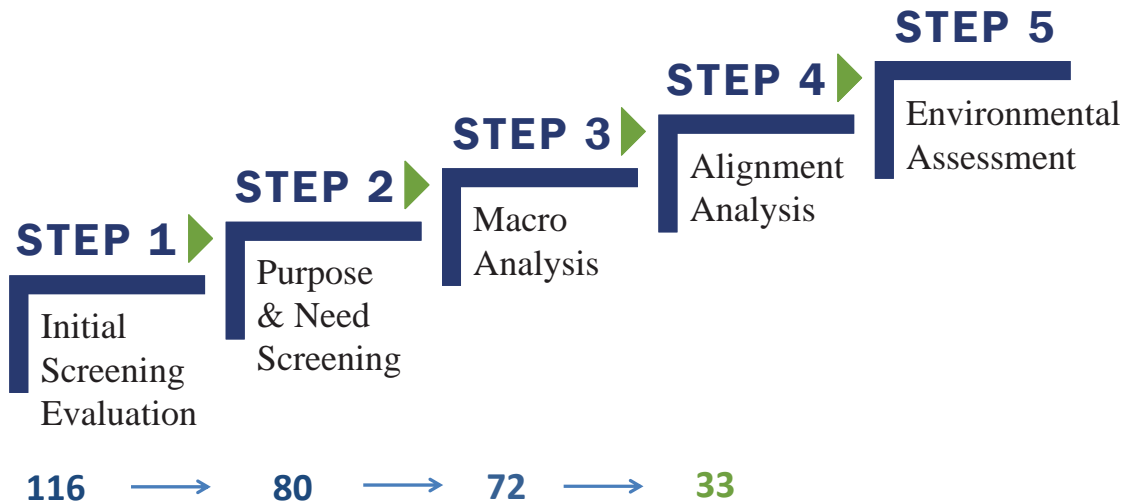 STEP 1
Initial
Screening
Evaluation
STEP 2
Purpose
& Need
Screening
STEP 3
Macro
Analysis
STEP 4
Alignment
Analysis
STEP 5
Environmental
Assessment
116
80
72
33